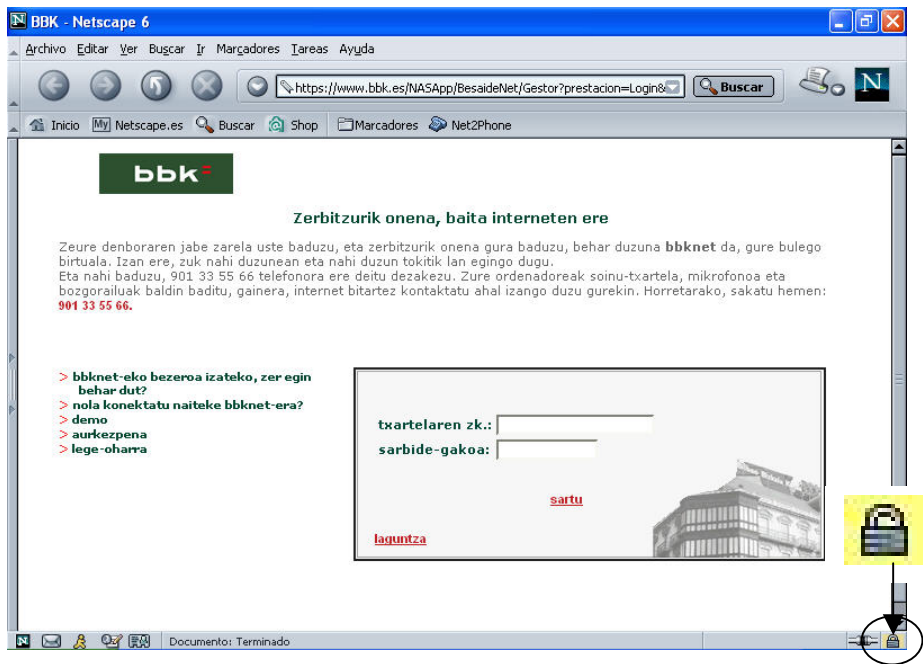 BBK - Netscape 6
Archivo Editar Ver Buscar Ir Marcadores Tareas Ayuda
https://www.bbk.es/NASApp/BesaideNet/Gestor?prestacion=Login& Buscar N
Inicio My Netscape.es Buscar Shop Marcadores Net2Phone
bbk=
Zerbitzurik onena, baita interneten ere
Zeure denboraren jabe zarela uste baduzu, eta zerbitzurik onena gura baduzu, behar duzuna bbknet da, gure bulego
birtuala. Izan ere, zuk nahi duzunean eta nahi duzun tokitik lan egingo dugu.
Eta nahi baduzu, 901 33 55 66 telefonora ere deitu dezakezu. Zure ordenadoreak soinu-txartela, mikrofonoa eta
bozgorailuak baldin baditu, gainera, internet bitartez kontaktatu ahal izango duzu gurekin. Horretarako, sakatu hemen:
901 33 55 66.
> bbknet-eko bezeroa izateko, zer egin
behar dut?
> nola konektatu naiteke bbknet-era?
> demo
> aurkezpena
> lege-oharra
txartelaren zk.:
sarbide-gakoa:
sartu
laguntza
N Documento: Terminado